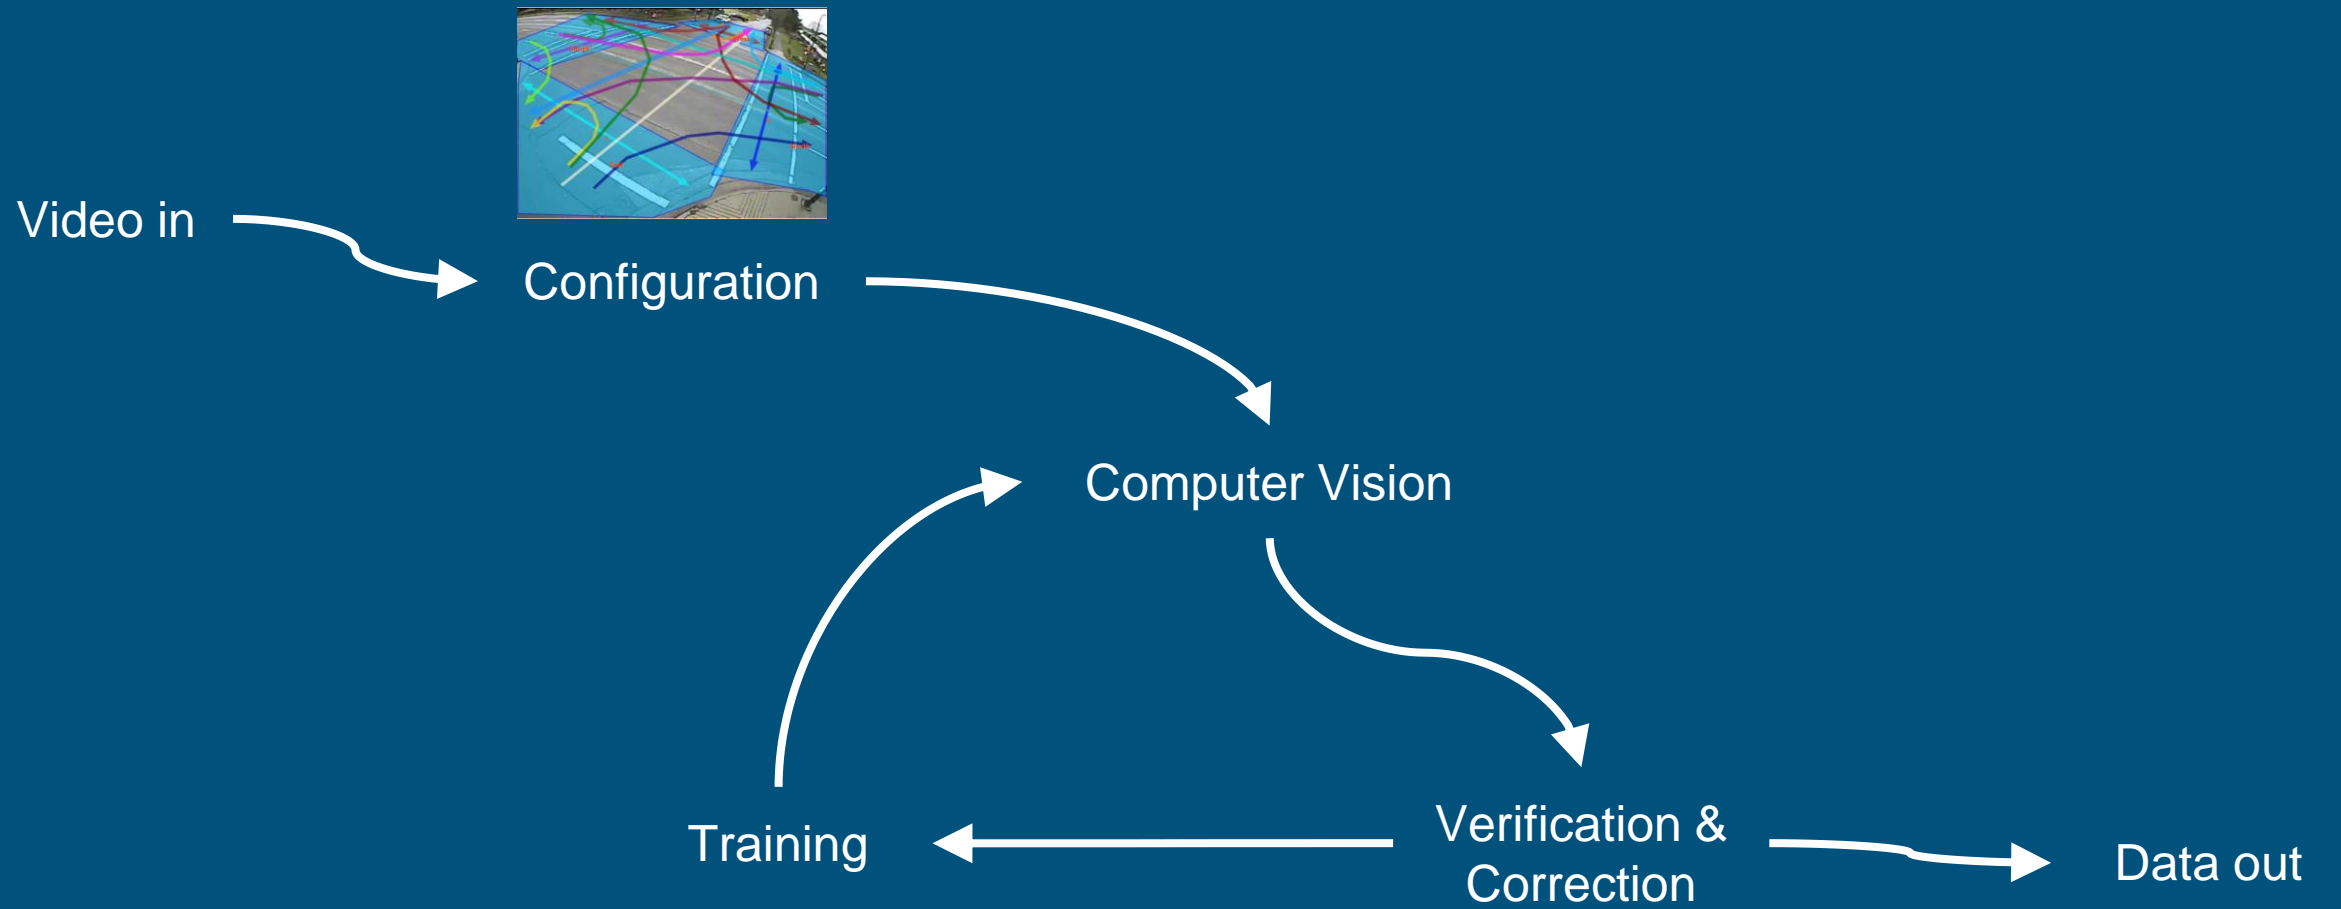 Video in
Configuration
Computer Vision
Training
Verification &
Correction
Data out